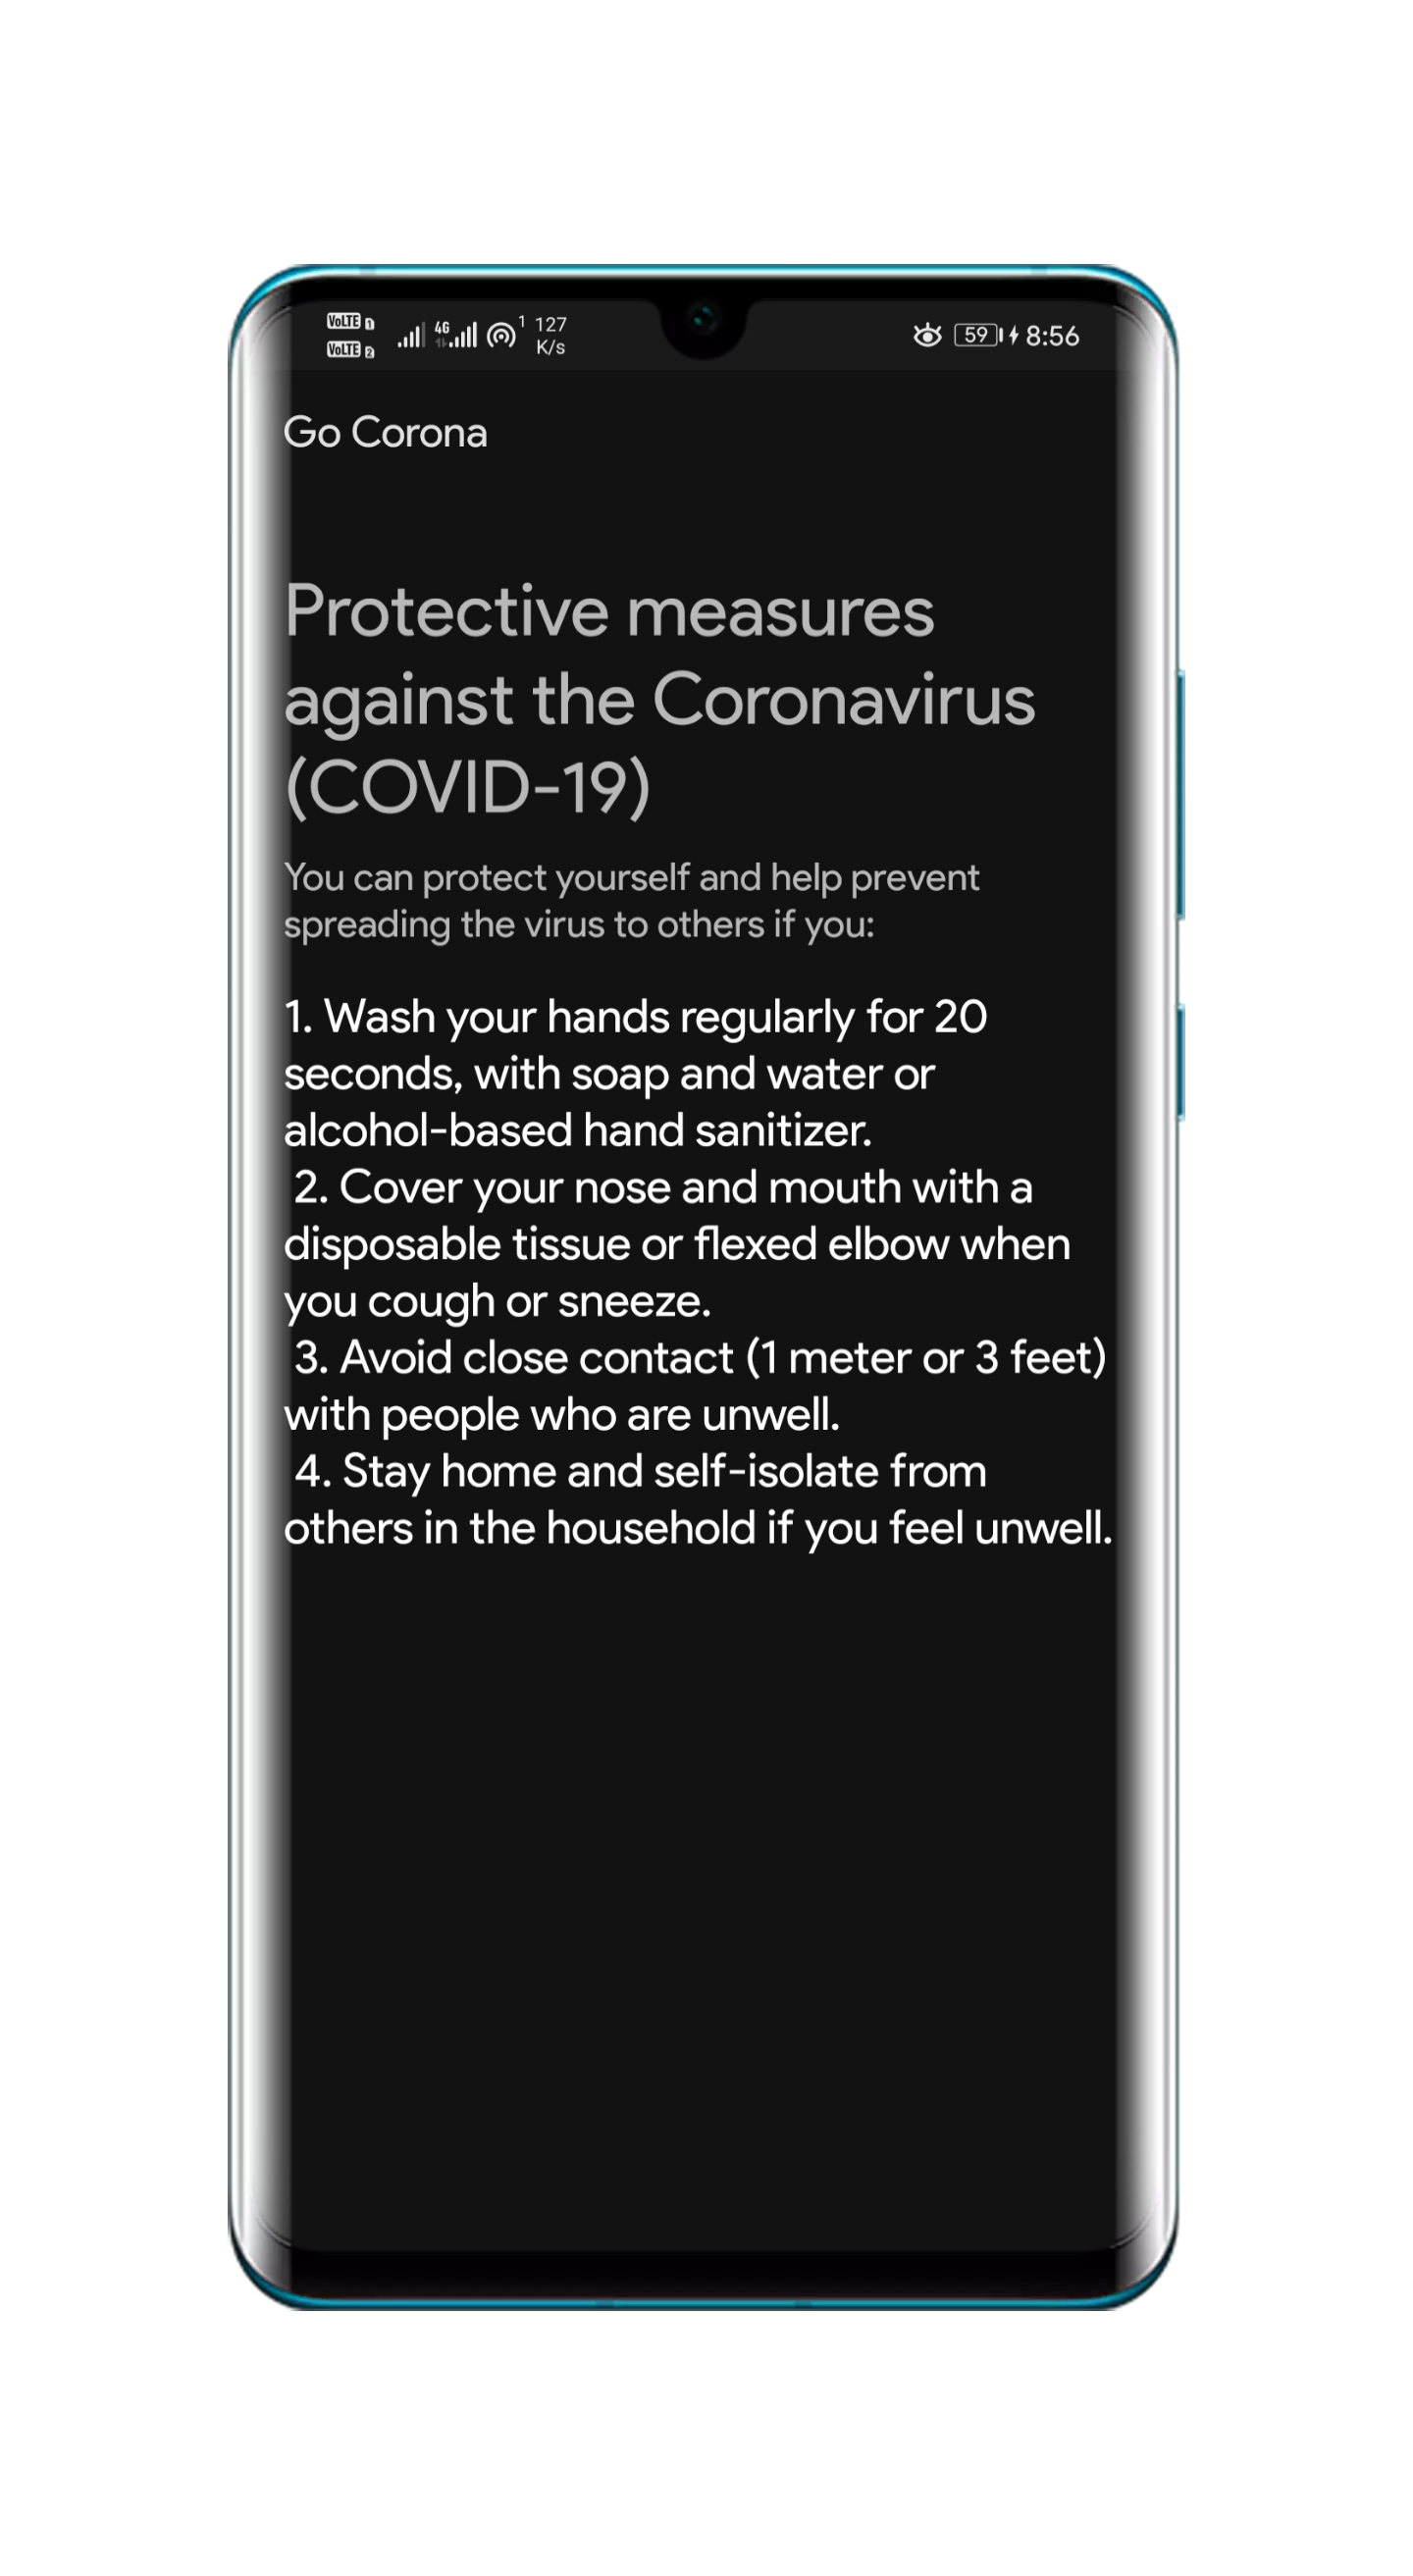 VoLTE 1
VoLTE 2
4G
1
127
K/s
59
8:56
Go Corona
Protective measures
against the Coronavirus
(COVID-19)
You can protect yourself and help prevent
spreading the virus to others if you:
1. Wash your hands regularly for 20
seconds, with soap and water or
alcohol-based hand sanitizer.
2. Cover your nose and mouth with a
disposable tissue or flexed elbow when
you cough or sneeze.
3. Avoid close contact (1 meter or 3 feet)
with people who are unwell.
4. Stay home and self-isolate from
others in the household if you feel unwell.